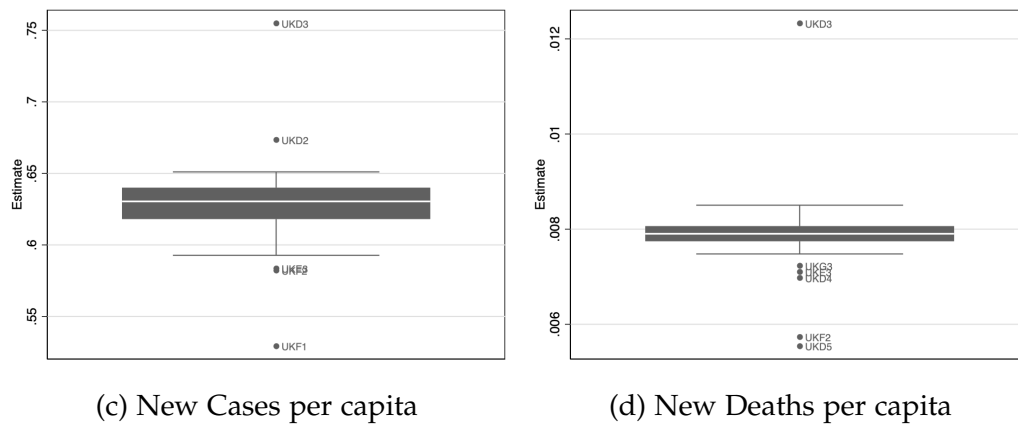 .75
.7
.65
.6
.55
Estimate
UKD3
UKD2
UKF2
UKF1
(c) New Cases per capita
.012
.01
.008
.006
Estimate
UKD3
UKG3
UKD4
UKF2
UKD5
(d) New Deaths per capita